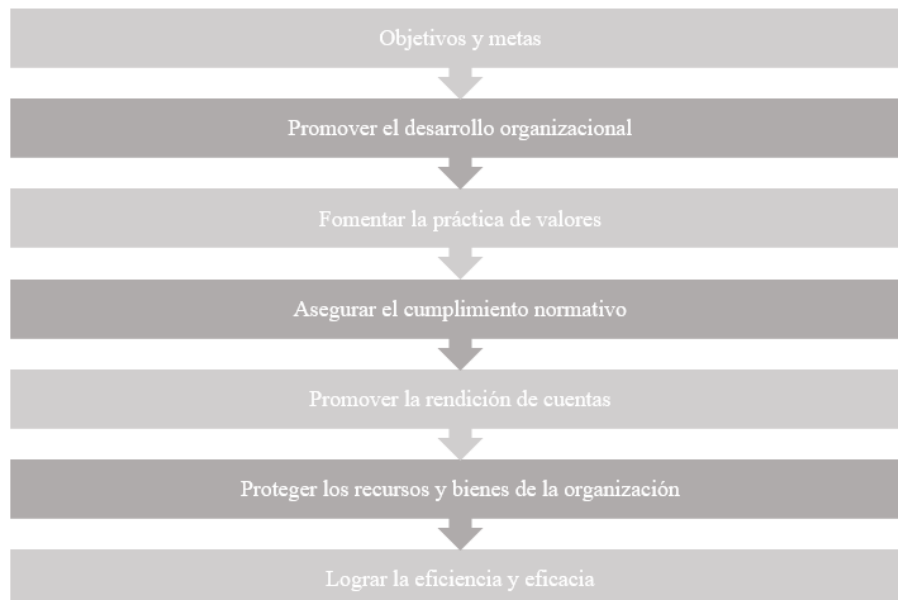 Objetivos y metas
Promover el desarrollo organizacional
Fomentar la práctica de valores
Asegurar el cumplimiento normativo
Promover la rendición de cuentas
Proteger los recursos y bienes de la organización
Lograr la eficiencia y eficacia